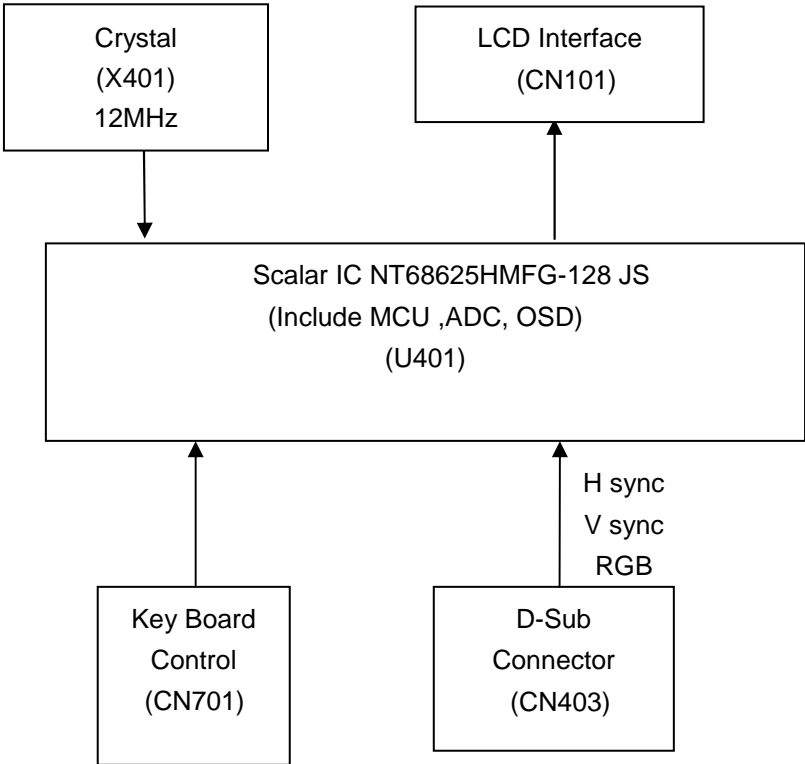 Crystal
(X401)
12MHz
LCD Interface
(CN101)
Scalar IC NT68625HMFG-128 JS
(Include MCU ,ADC, OSD)
(U401)
H sync
V sync
RGB
Key Board
Control
(CN701)
D-Sub
Connector
(CN403)